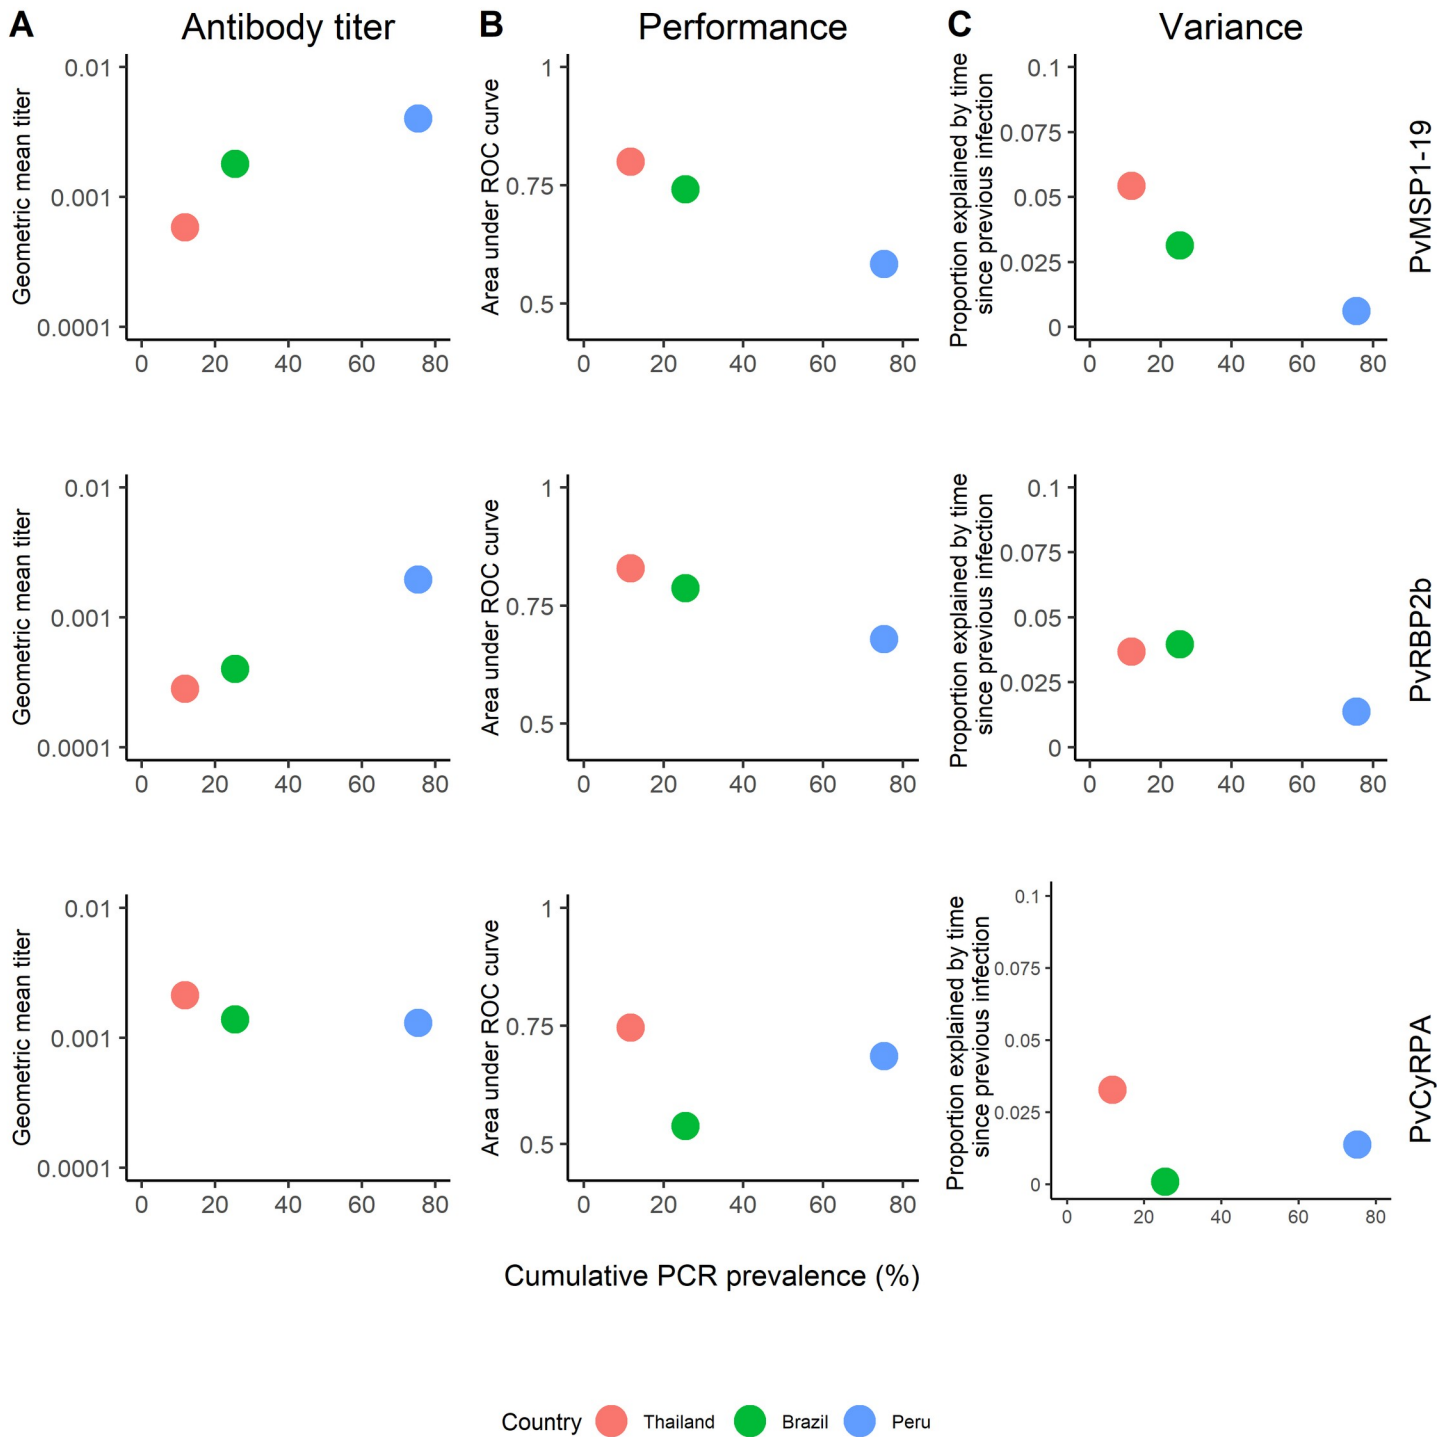 A Antibody titer B Performance C Variance
Geometric mean titer
0.01
0.001
0.0001
0 20 40 60 80
Area under ROC curve
1
0.75
0.5
0 20 40 60 80
Proportion explained by time
since previous infection
0.1
0.075
0.05
0.025
0
0 20 40 60 80
PvMSP1-19
Geometric mean titer
0.01
0.001
0.0001
0 20 40 60 80
Area under ROC curve
1
0.75
0.5
0 20 40 60 80
Proportion explained by time
since previous infection
0.1
0.075
0.05
0.025
0
0 20 40 60 80
PvRBP2b
Geometric mean titer
0.01
0.001
0.0001
0 20 40 60 80
Area under ROC curve
1
0.75
0.5
0 20 40 60 80
Proportion explained by time
since previous infection
0.1
0.075
0.05
0.025
0
0 20 40 60 80
PvCyRPA
Cumulative PCR prevalence (%)
Country Thailand Brazil Peru